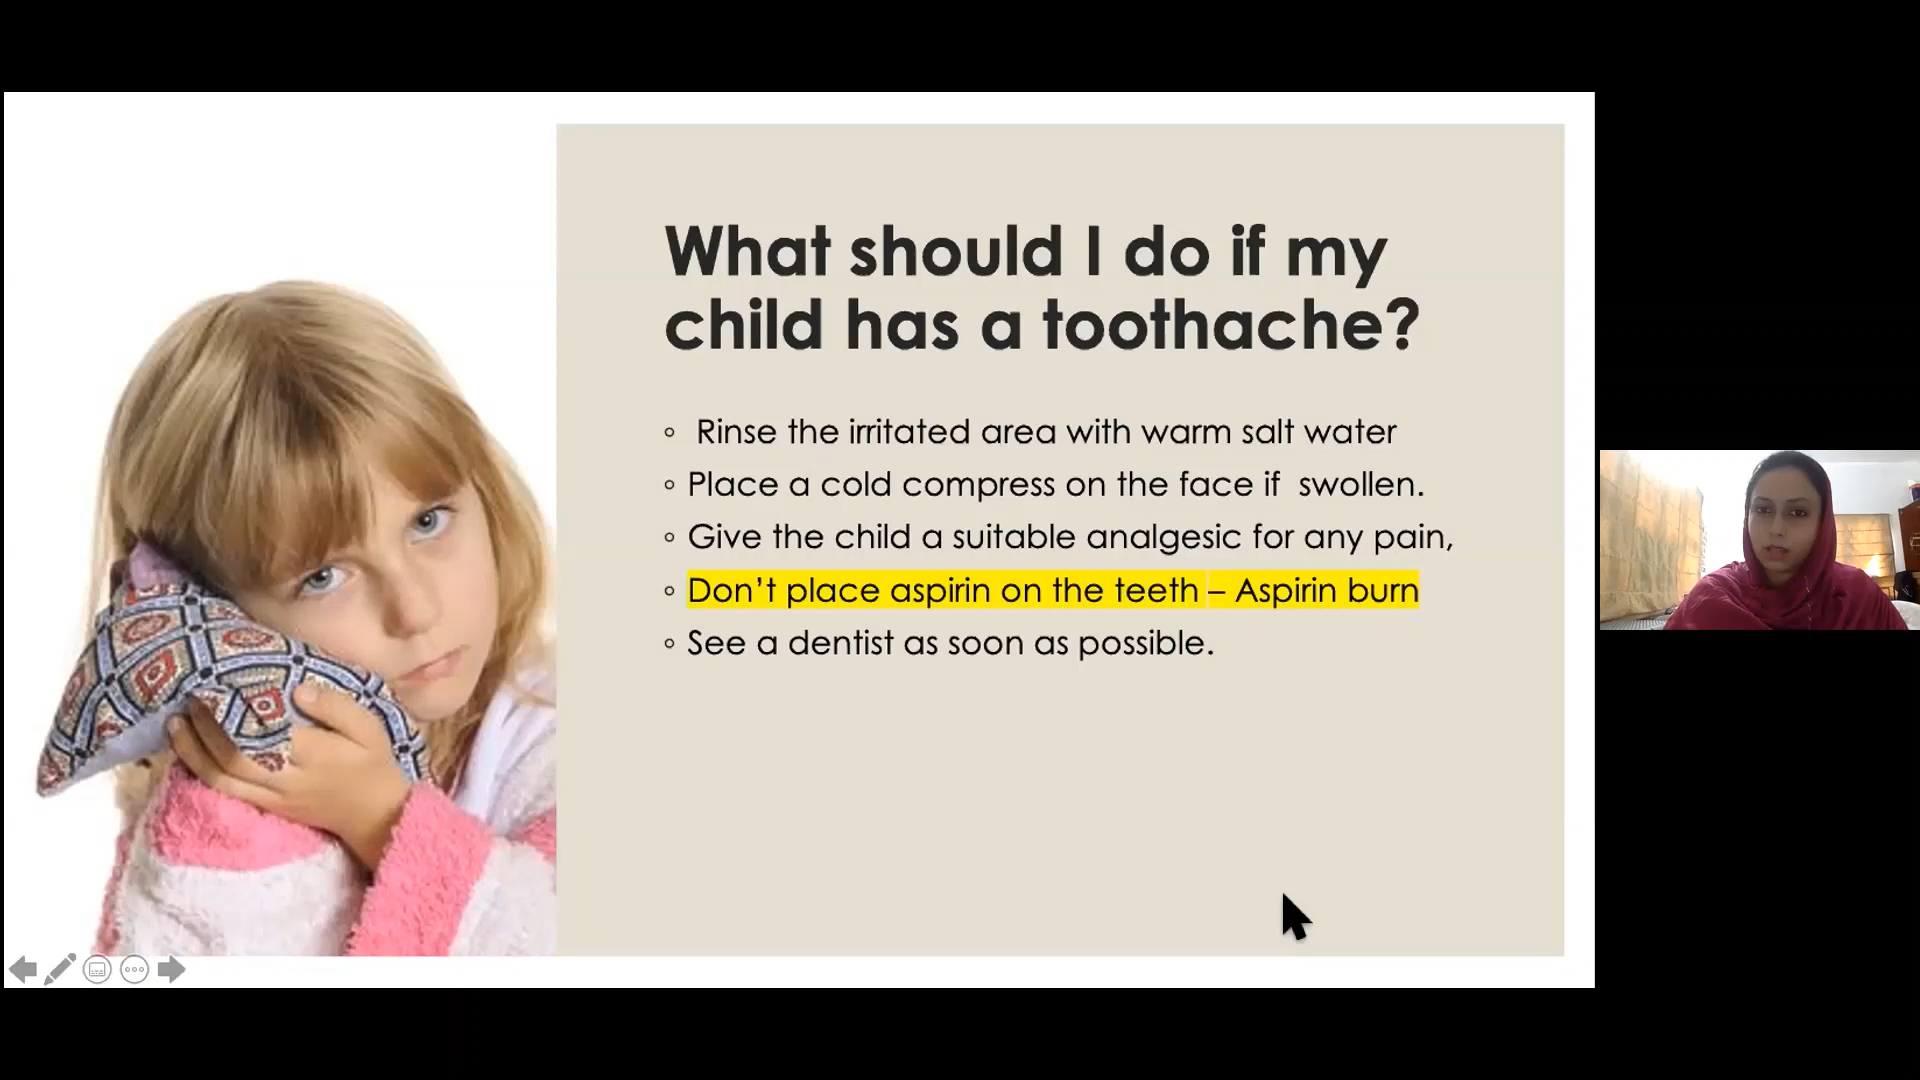 What should I do if my
child has a toothache?
◦ Rinse the irritated area with warm salt water
◦ Place a cold compress on the face if  swollen.
◦ Give the child a suitable analgesic for any pain,
◦ Don't place aspirin on the teeth – Aspirin burn
◦ See a dentist as soon as possible.